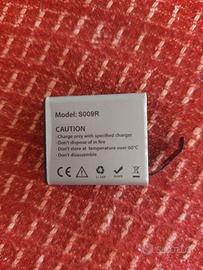 Model: S009R
CAUTION:
Only charge with specified charger
Don't dispose of in fire
Don't store at temperature over 60°C
Don't disassemble